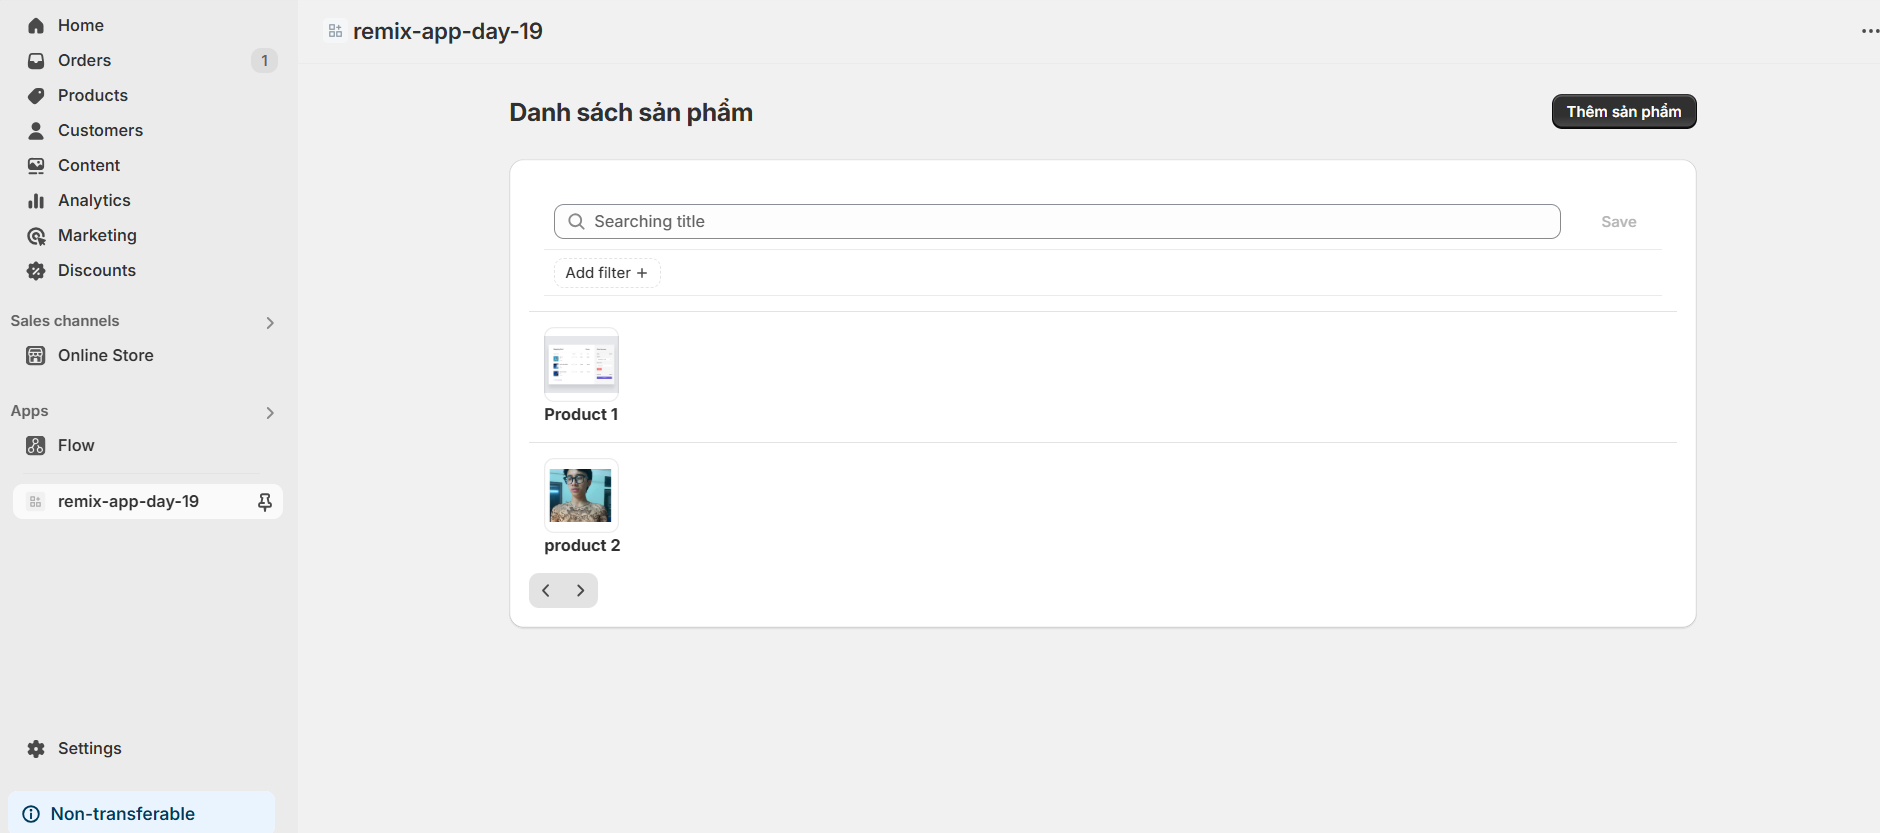 Home
Orders 1
Products
Customers
Content
Analytics
Marketing
Discounts
Sales channels
Online Store
Apps
Flow
remix-app-day-19
Settings
Non-transferable
remix-app-day-19
Danh sách sản phẩm
Thêm sản phẩm
Searching title
Save
Add filter +
Product 1
product 2